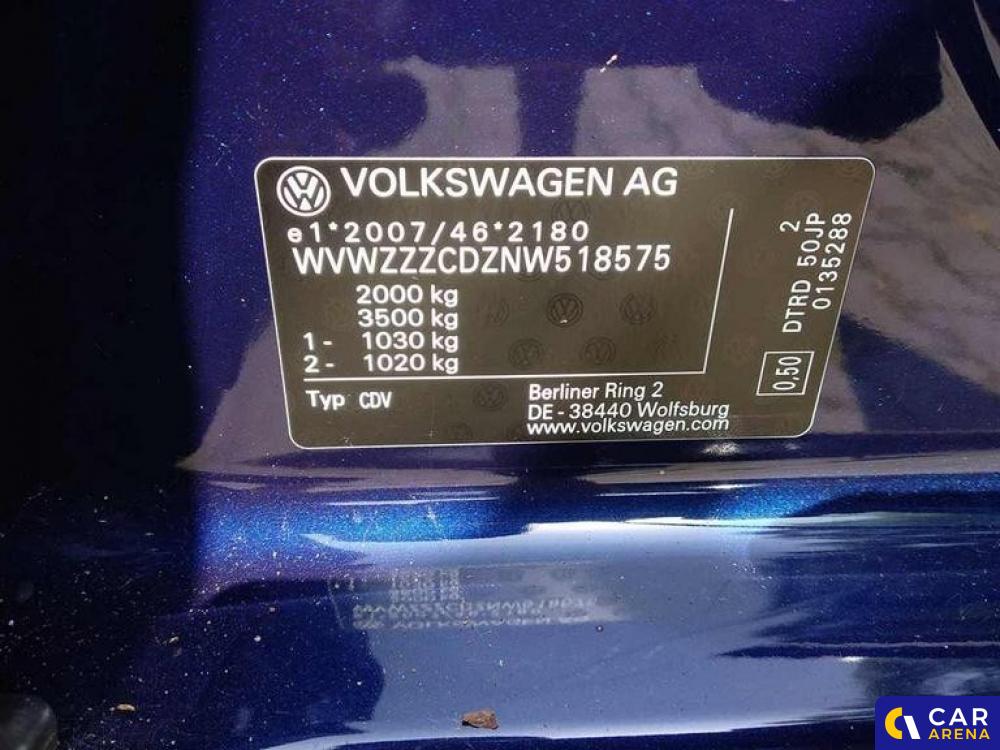 VOLKSWAGEN AG
e1*2007/46*2180
WVWZZZCDZNW518575
2000 kg
3500 kg
1- 1030 kg
2- 1020 kg
Typ CDV
Berliner Ring 2
DE-38440 Wolfsburg
www.volkswagen.com
2
DTRD 50JP
0135288
0,50
CAR
ARENA